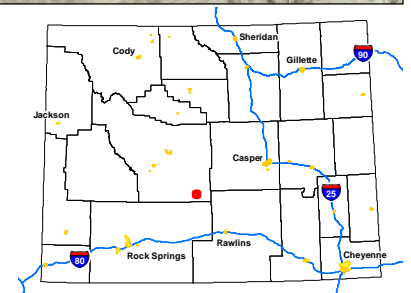 Sheridan
Cody
90
Gillette
Jackson
Casper
25
Rawlins
Cheyenne
Rock Springs
80